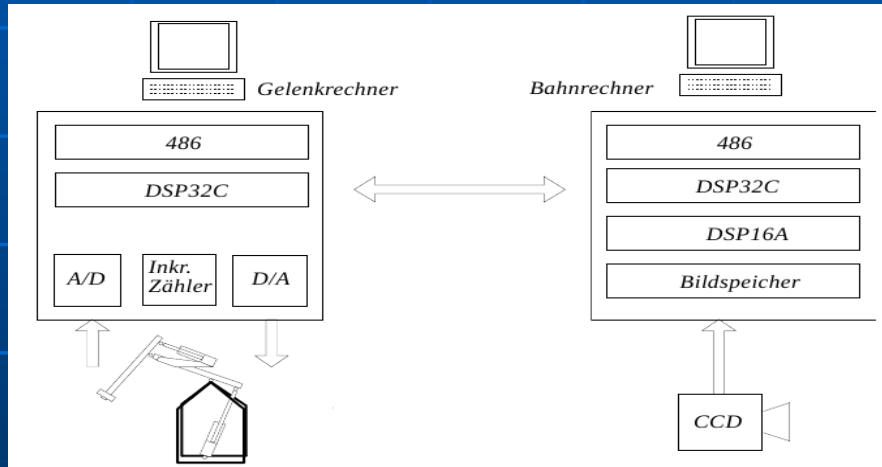 Gelenkrechner
486
DSP32C
A/D
Inkr.
Zähler
D/A
Bahnrechner
486
DSP32C
DSP16A
Bildspeicher
CCD